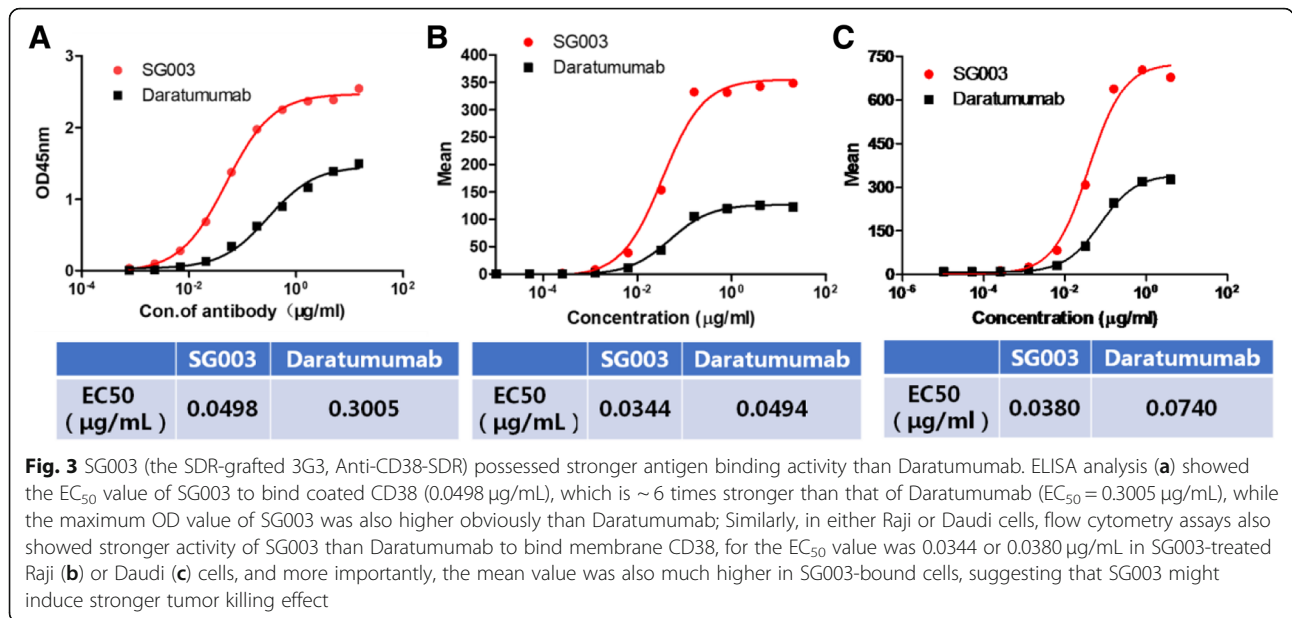 A
B
C
3
2
1
0
OD45nm
SG003
Daratumumab
10-4
10-2
100
102
Con.of antibody (μg/ml)
400
350
300
250
200
150
100
50
0
Mean
SG003
Daratumumab
10-4
10-2
100
102
Concentration (μg/ml)
750
600
450
300
150
0
Mean
SG003
Daratumumab
10-6
10-4
10-2
100
102
Concentration (μg/ml)
SG003 Daratumumab
EC50
(μg/mL) 0.0498 0.3005
SG003 Daratumumab
EC50
(μg/mL) 0.0344 0.0494
SG003 Daratumumab
EC50
(μg/ml) 0.0380 0.0740
Fig. 3 SG003 (the SDR-grafted 3G3, Anti-CD38-SDR) possessed stronger antigen binding activity than Daratumumab. ELISA analysis (a) showed
the EC50 value of SG003 to bind coated CD38 (0.0498 μg/mL), which is ~ 6 times stronger than that of Daratumumab (EC50 = 0.3005 μg/mL), while
the maximum OD value of SG003 was also higher obviously than Daratumumab; Similarly, in either Raji or Daudi cells, flow cytometry assays also
showed stronger activity of SG003 than Daratumumab to bind membrane CD38, for the EC50 value was 0.0344 or 0.0380 μg/mL in SG003-treated
Raji (b) or Daudi (c) cells, and more importantly, the mean value was also much higher in SG003-bound cells, suggesting that SG003 might
induce stronger tumor killing effect